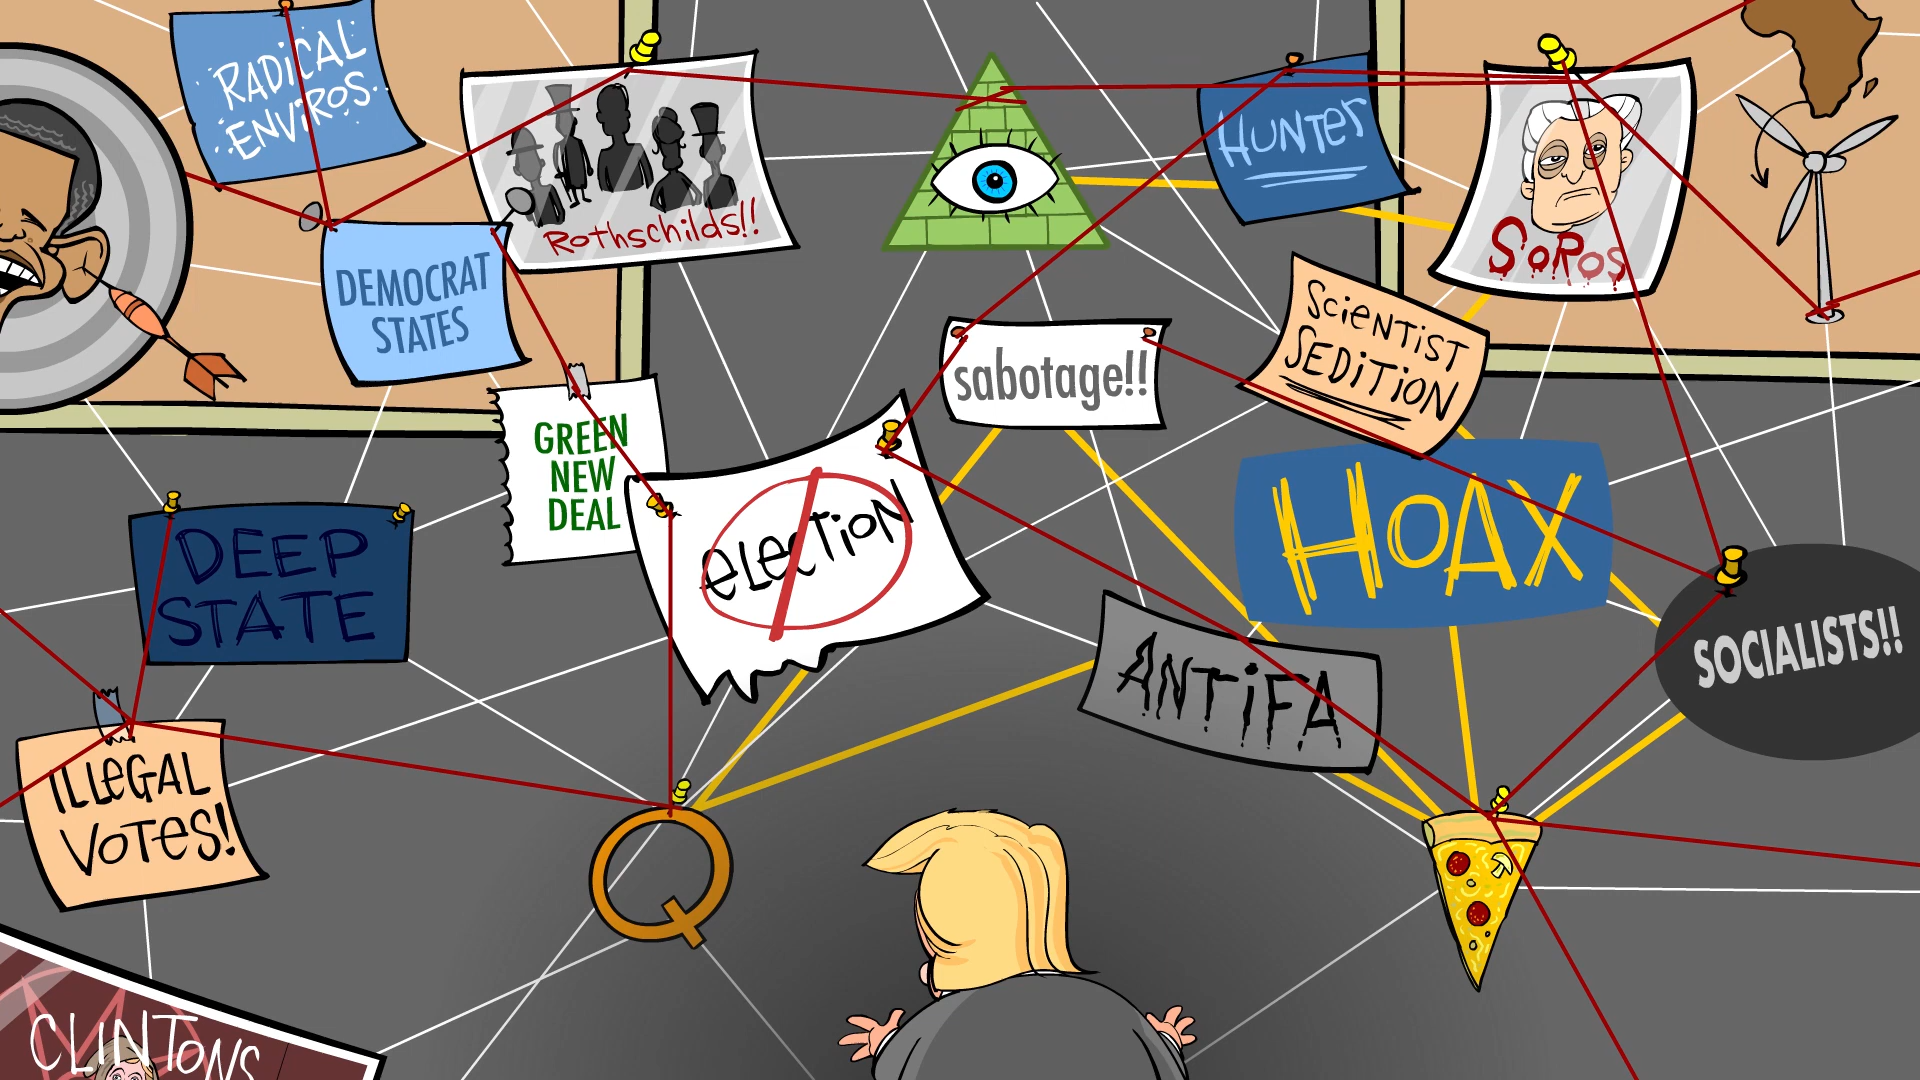 RADICAL
ENVIROS
Rothschilds!!
HUNTER
SOROS
DEMOCRAT
STATES
SCIENTIST
SEDITION
sabotage!!
GREEN
NEW
DEAL
ELECTION
HOAX
DEEP
STATE
ANTIFA
SOCIALISTS!!
ILLEGAL
VOTES!
Q
CLINTONS